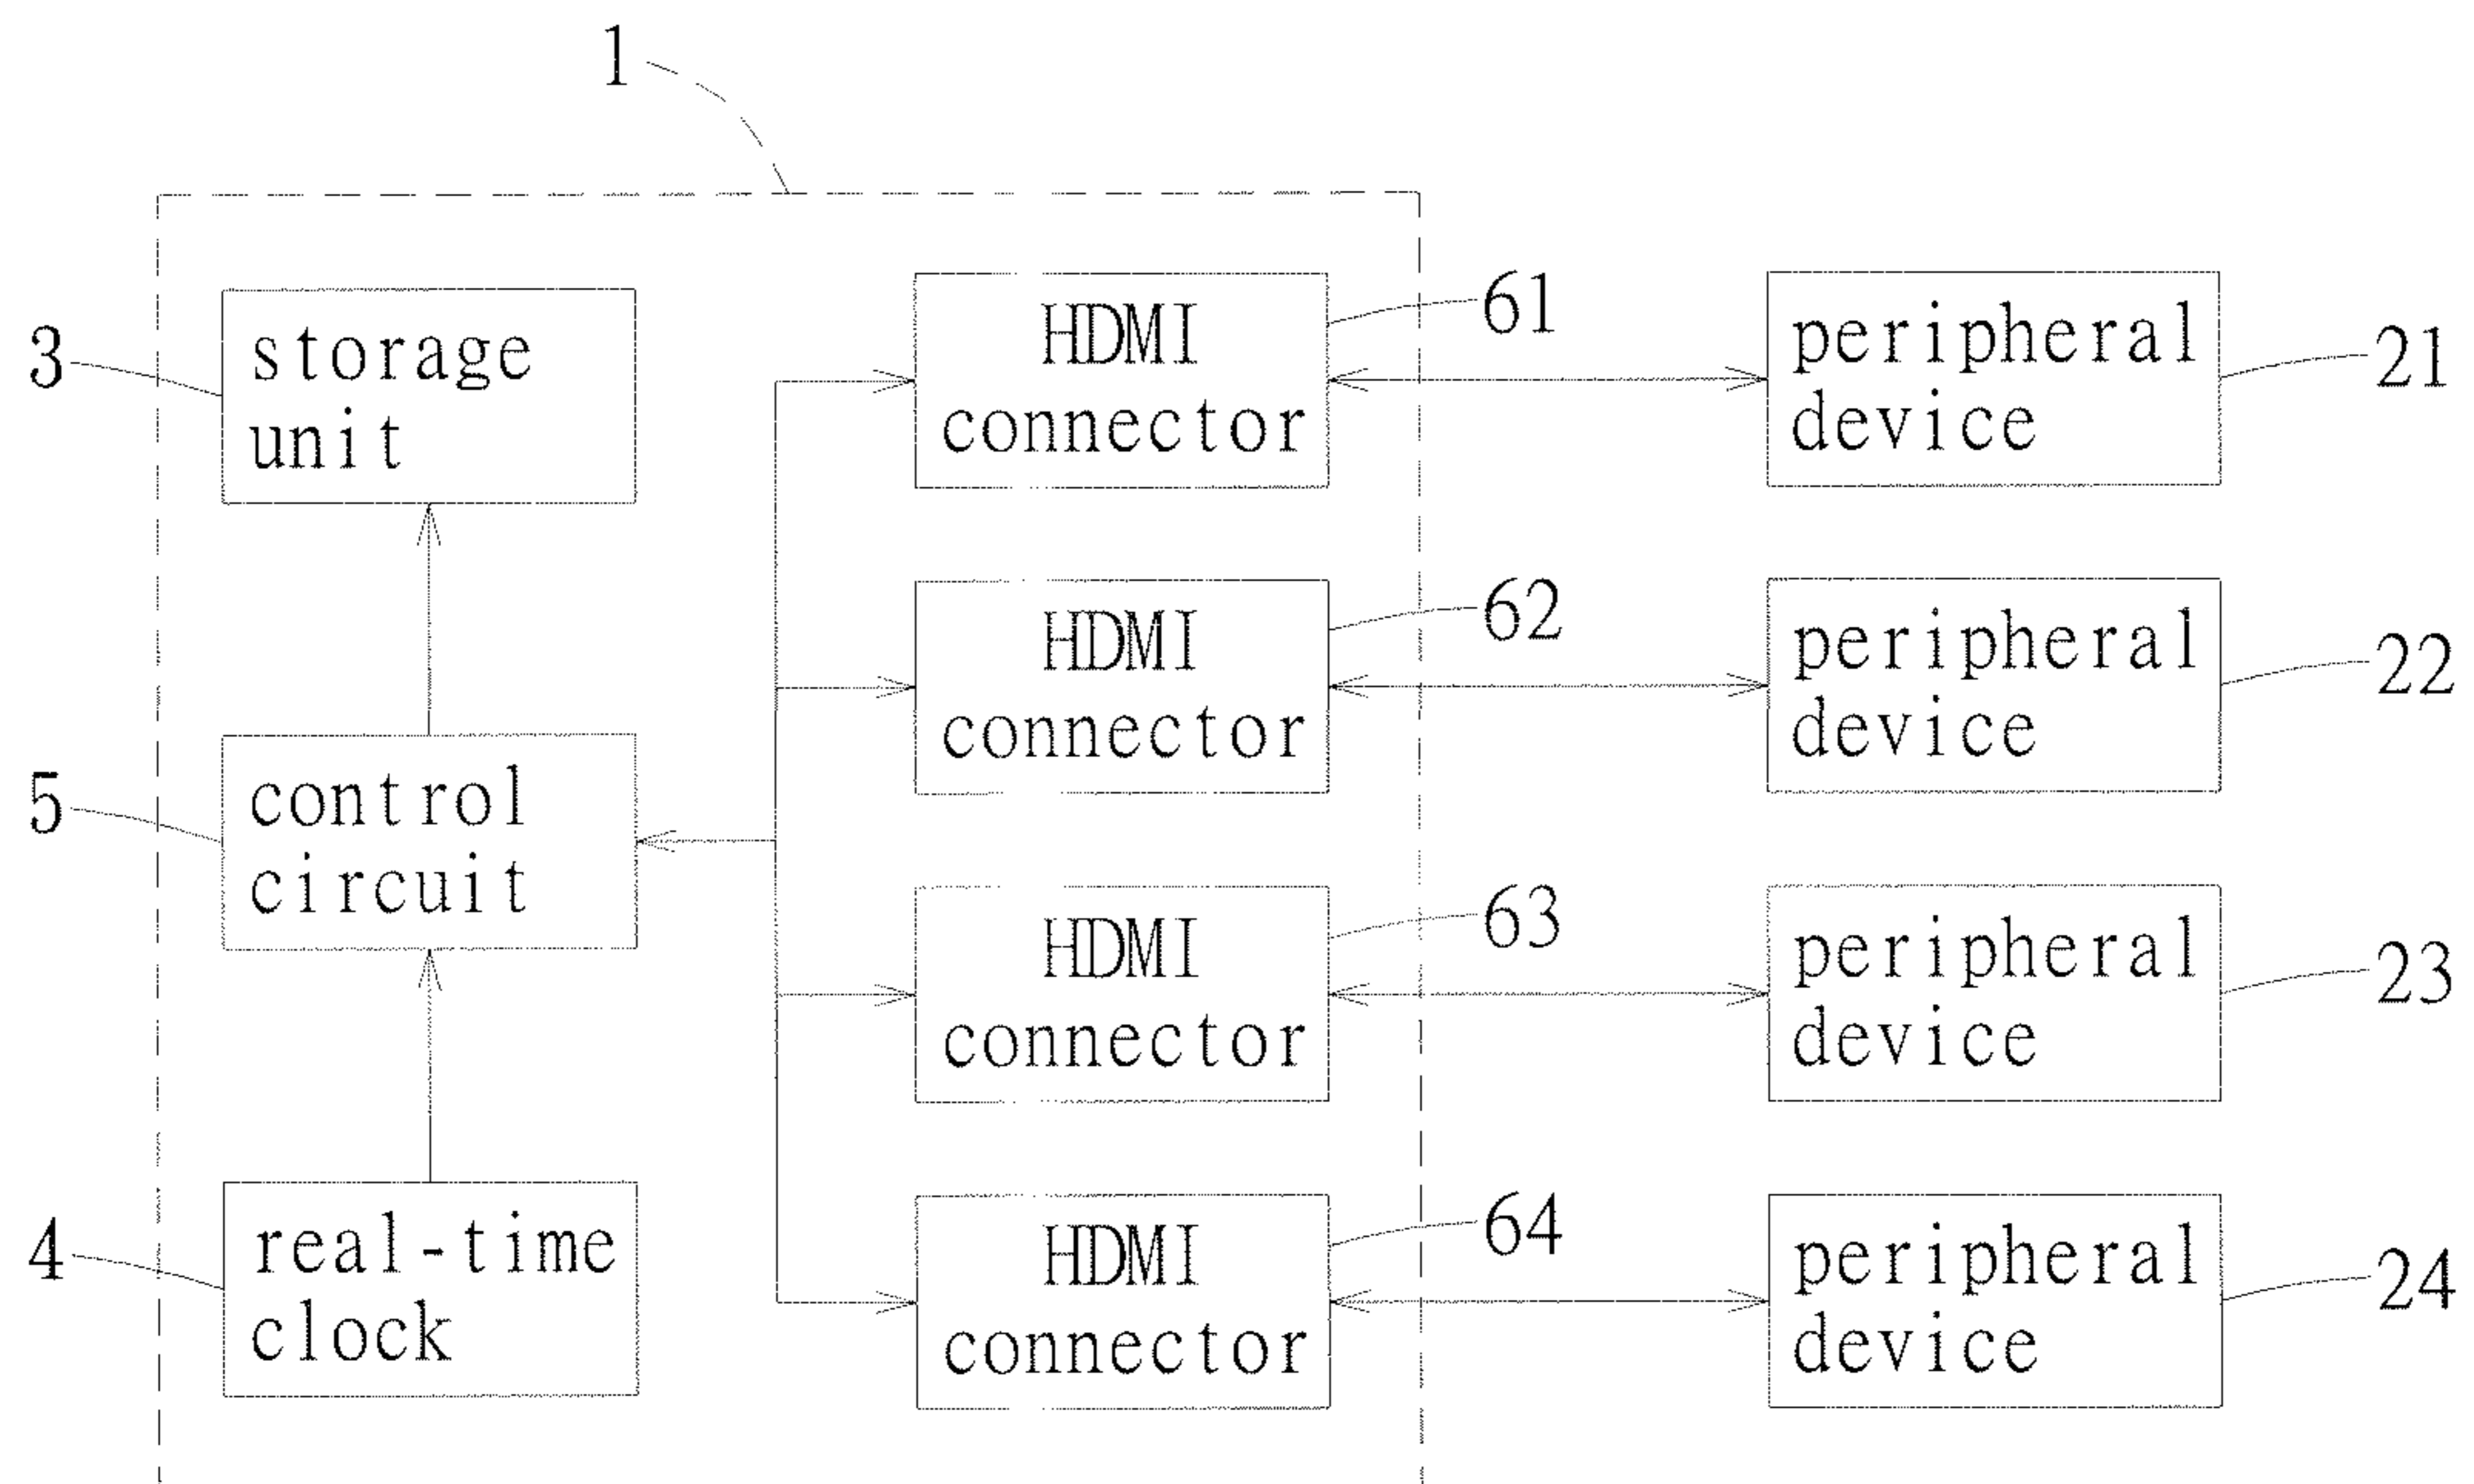 1
3
storage
unit
HDMI
connector
61
peripheral
device
21
HDMI
connector
62
peripheral
device
22
5
control
circuit
HDMI
connector
63
peripheral
device
23
4
real-time
clock
HDMI
connector
64
peripheral
device
24